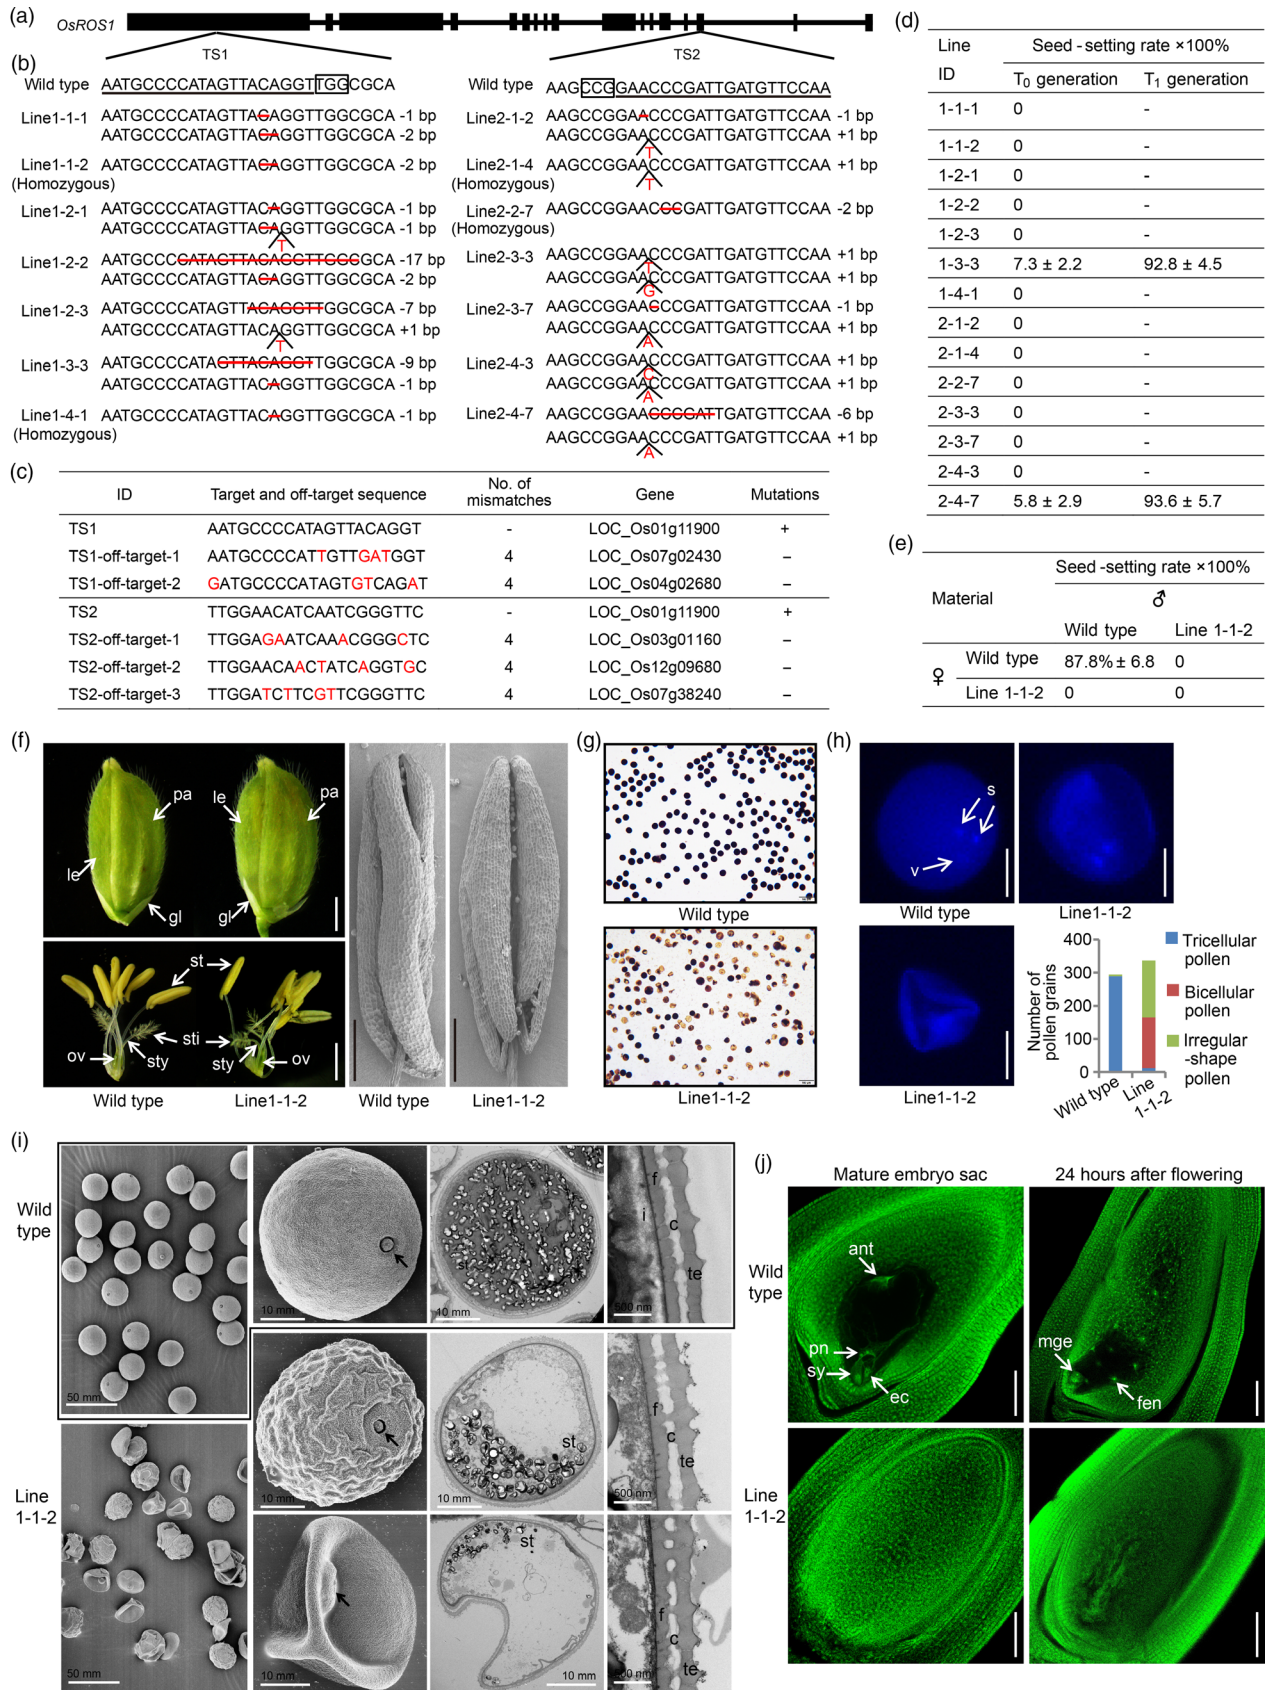 (a)
OsROS1
TS1
TS2
(b)
Wild type AATGCCCCATAGTTACAGGTTGGCGCA
Line1-1-1 AATGCCCCATAGTTACAGGTTGGCGCA -1 bp
AATGCCCCATAGTTACAGGTTGGCGCA -2 bp
Line1-1-2 AATGCCCCATAGTTACAGGTTGGCGCA -2 bp
(Homozygous)
Line1-2-1 AATGCCCCATAGTTACAGGTTGGCGCA -1 bp
AATGCCCCATAGTTACAGGTTGGCGCA -1 bp
T
Line1-2-2 AATGCCCCATAGTTACAGGTTGGCGCA -17 bp
AATGCCCCATAGTTACAGGTTGGCGCA -2 bp
Line1-2-3 AATGCCCCATAGTTACAGGTTGGCGCA -7 bp
AATGCCCCATAGTTACAGGTTGGCGCA +1 bp
T
Line1-3-3 AATGCCCCATAGTTACAGGTTGGCGCA -9 bp
AATGCCCCATAGTTACAGGTTGGCGCA -1 bp
Line1-4-1 AATGCCCCATAGTTACAGGTTGGCGCA -1 bp
(Homozygous)
Wild type AAGCCGGAACCCGATTGATGTTCCAA
Line2-1-2 AAGCCGGAACCCGATTGATGTTCCAA -1 bp
AAGCCGGAACCCGATTGATGTTCCAA +1 bp
T
Line2-1-4 AAGCCGGAACCCGATTGATGTTCCAA +1 bp
(Homozygous) T
Line2-2-7 AAGCCGGAACCCGATTGATGTTCCAA -2 bp
(Homozygous)
Line2-3-3 AAGCCGGAACCCGATTGATGTTCCAA +1 bp
T
AAGCCGGAACCCGATTGATGTTCCAA +1 bp
G
Line2-3-7 AAGCCGGAACCCGATTGATGTTCCAA -1 bp
AAGCCGGAACCCGATTGATGTTCCAA +1 bp
A
Line2-4-3 AAGCCGGAACCCGATTGATGTTCCAA +1 bp
C
AAGCCGGAACCCGATTGATGTTCCAA +1 bp
A
Line2-4-7 AAGCCGGAACCCGATTGATGTTCCAA -6 bp
AAGCCGGAACCCGATTGATGTTCCAA +1 bp
A
(c)
ID Target and off-target sequence No. of mismatches Gene Mutations
TS1 AATGCCCCATAGTTACAGGT - LOC_Os01g11900 +
TS1-off-target-1 AATGCCCCATTGTTGATGGT 4 LOC_Os07g02430 –
TS1-off-target-2 GATGCCCCATAGTGTCAGAT 4 LOC_Os04g02680 –
TS2 TTGGAACATCAATCGGGTTC - LOC_Os01g11900 +
TS2-off-target-1 TTGGAGAATCAAACGGGCTC 4 LOC_Os03g01160 –
TS2-off-target-2 TTGGAACAACTATCAGGTGC 4 LOC_Os12g09680 –
TS2-off-target-3 TTGGATCTTCGTTCGGGTTC 4 LOC_Os07g38240 –
(d)
Line ID Seed-setting rate ×100%
T0 generation T1 generation
1-1-1 0 -
1-1-2 0 -
1-2-1 0 -
1-2-2 0 -
1-2-3 0 -
1-3-3 7.3 ± 2.2 92.8 ± 4.5
1-4-1 0 -
2-1-2 0 -
2-1-4 0 -
2-2-7 0 -
2-3-3 0 -
2-3-7 0 -
2-4-3 0 -
2-4-7 5.8 ± 2.9 93.6 ± 5.7
(e)
Seed-setting rate ×100%
Material ♂
Wild type Line 1-1-2
♀ Wild type 87.8% ± 6.8 0
Line 1-1-2 0 0
(f)
le
pa
gl
le
pa
gl
st
sti
sty
ov
sty
ov
Wild type
Line1-1-2
Wild type
Line1-1-2
(g)
Wild type
Line1-1-2
(h)
s
v
Wild type
Line1-1-2
Line1-1-2
Number of pollen grains
400
300
200
100
0
Wild type
Line 1-1-2
Tricellular pollen
Bicellular pollen
Irregular -shape pollen
(i)
Wild type
50 mm
10 mm
st
10 mm
f
i
c
te
500 nm
Line 1-1-2
50 mm
10 mm
st
10 mm
f
c
te
500 nm
10 mm
st
10 mm
f
c
te
500 nm
(j)
Mature embryo sac
24 hours after flowering
Wild type
ant
pn
sy
ec
mge
fen
Line 1-1-2